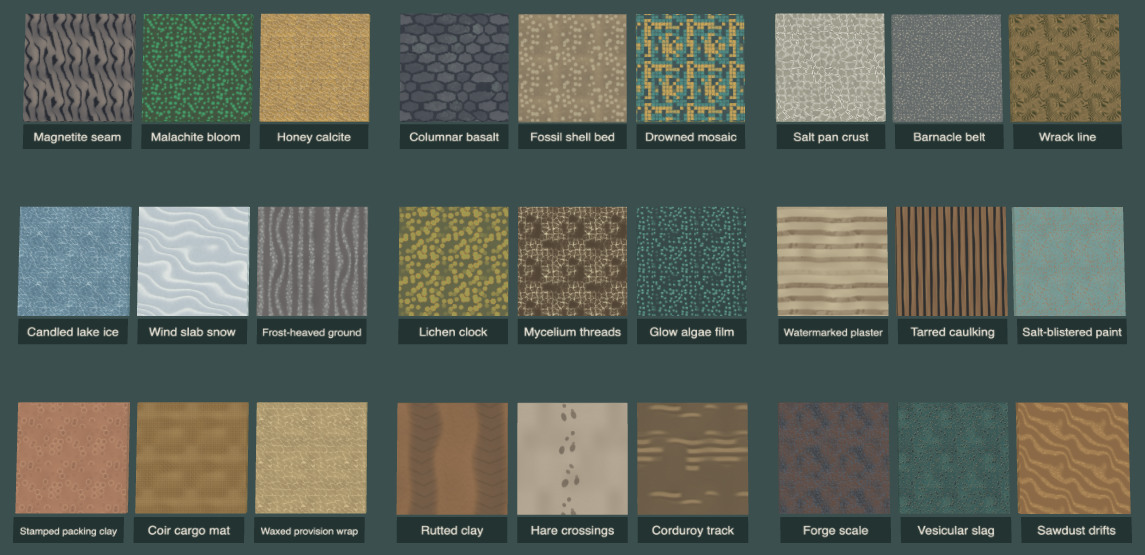 Magnetite seam
Malachite bloom
Honey calcite
Columnar basalt
Fossil shell bed
Drowned mosaic
Salt pan crust
Barnacle belt
Wrack line
Candled lake ice
Wind slab snow
Frost-heaved ground
Lichen clock
Mycelium threads
Glow algae film
Watermarked plaster
Tarred caulking
Salt-blistered paint
Stamped packing clay
Coir cargo mat
Waxed provision wrap
Rutted clay
Hare crossings
Corduroy track
Forge scale
Vesicular slag
Sawdust drifts